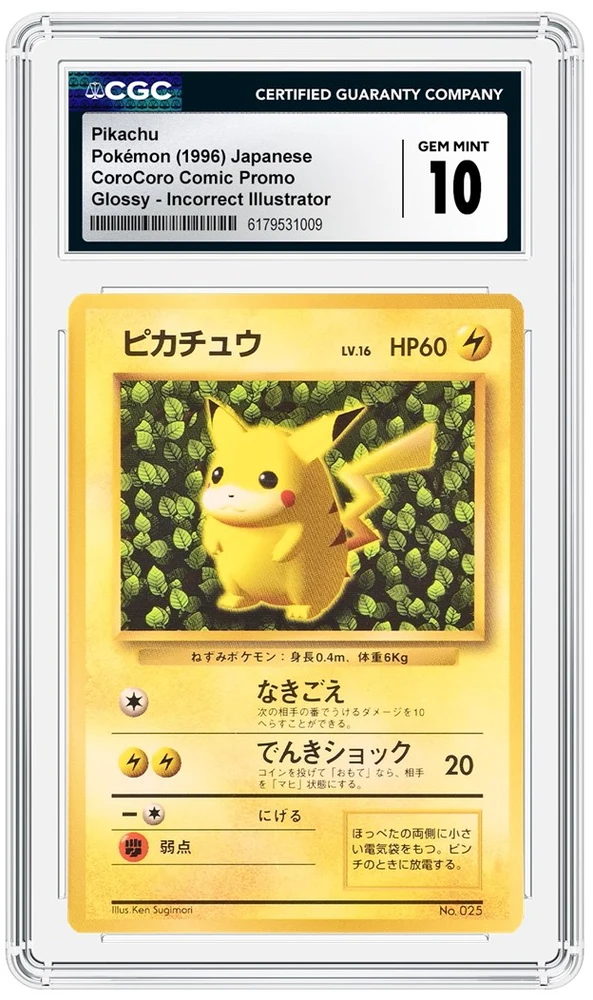 CGC
CERTIFIED GUARANTY COMPANY
Pikachu
Pokémon (1996) Japanese
CoroCoro Comic Promo
Glossy - Incorrect Illustrator
6179531009
GEM MINT
10
ピカチュウ
LV.16 HP60
ねずみポケモン：身長0.4m、体重6Kg
なきごえ
次の相手の番でうけるダメージを10
へらすことができる。
でんきショック
20
コインを投げて「おもて」なら、相手
を「マヒ」状態にする。
にげる
弱点
ほっぺたの両側に小さ
い電気袋をもつ。ピン
チのときに放電する。
Illus. Ken Sugimori
No. 025